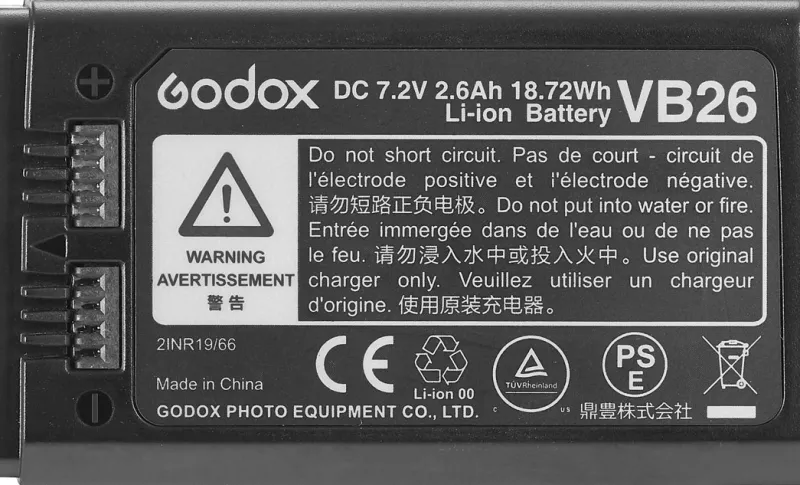 Godox DC 7.2V 2.6Ah 18.72Wh VB26
Li-ion Battery
Do not short circuit. Pas de court - circuit de
l'électrode positive et l'électrode négative.
请勿短路正负电极。Do not put into water or fire.
Entrée immergée dans de l'eau ou de ne pas
le feu. 请勿浸入水中或投入火中。Use original
charger only. Veuillez utiliser un chargeur
d'origine. 使用原装充电器。
WARNING
AVERTISSEMENT
警告
2INR19/66
Made in China
GODOX PHOTO EQUIPMENT CO., LTD.
CE
Li-ion 00
TÜVRheinland
C US
PS
E
鼎豊株式会社